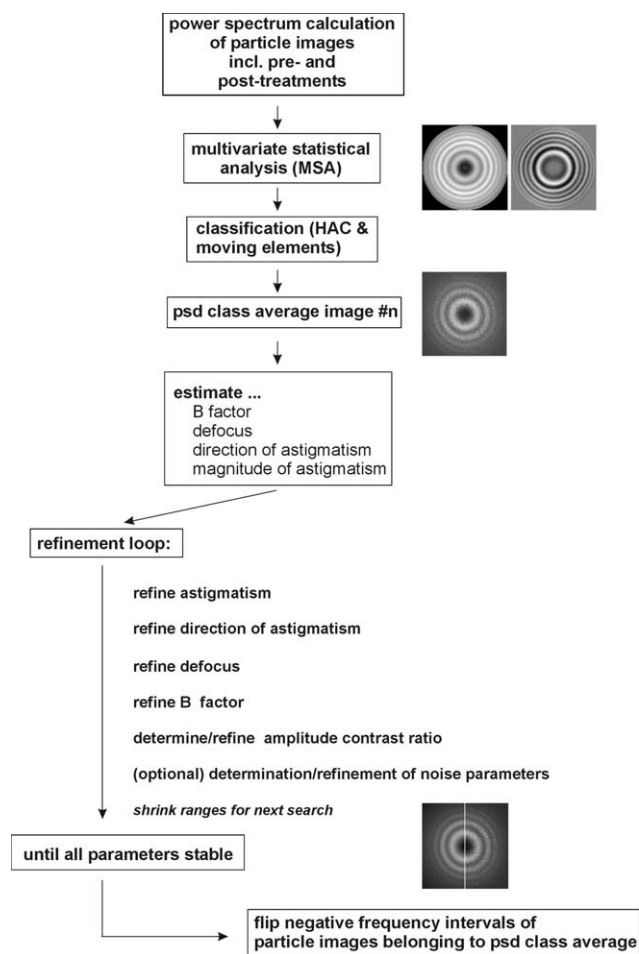 power spectrum calculation
of particle images
incl. pre- and
post-treatments
multivariate statistical
analysis (MSA)
classification (HAC &
moving elements)
psd class average image #n
estimate ...
B factor
defocus
direction of astigmatism
magnitude of astigmatism
refinement loop:
refine astigmatism
refine direction of astigmatism
refine defocus
refine B factor
determine/refine amplitude contrast ratio
(optional) determination/refinement of noise parameters
shrink ranges for next search
until all parameters stable
flip negative frequency intervals of
particle images belonging to psd class average